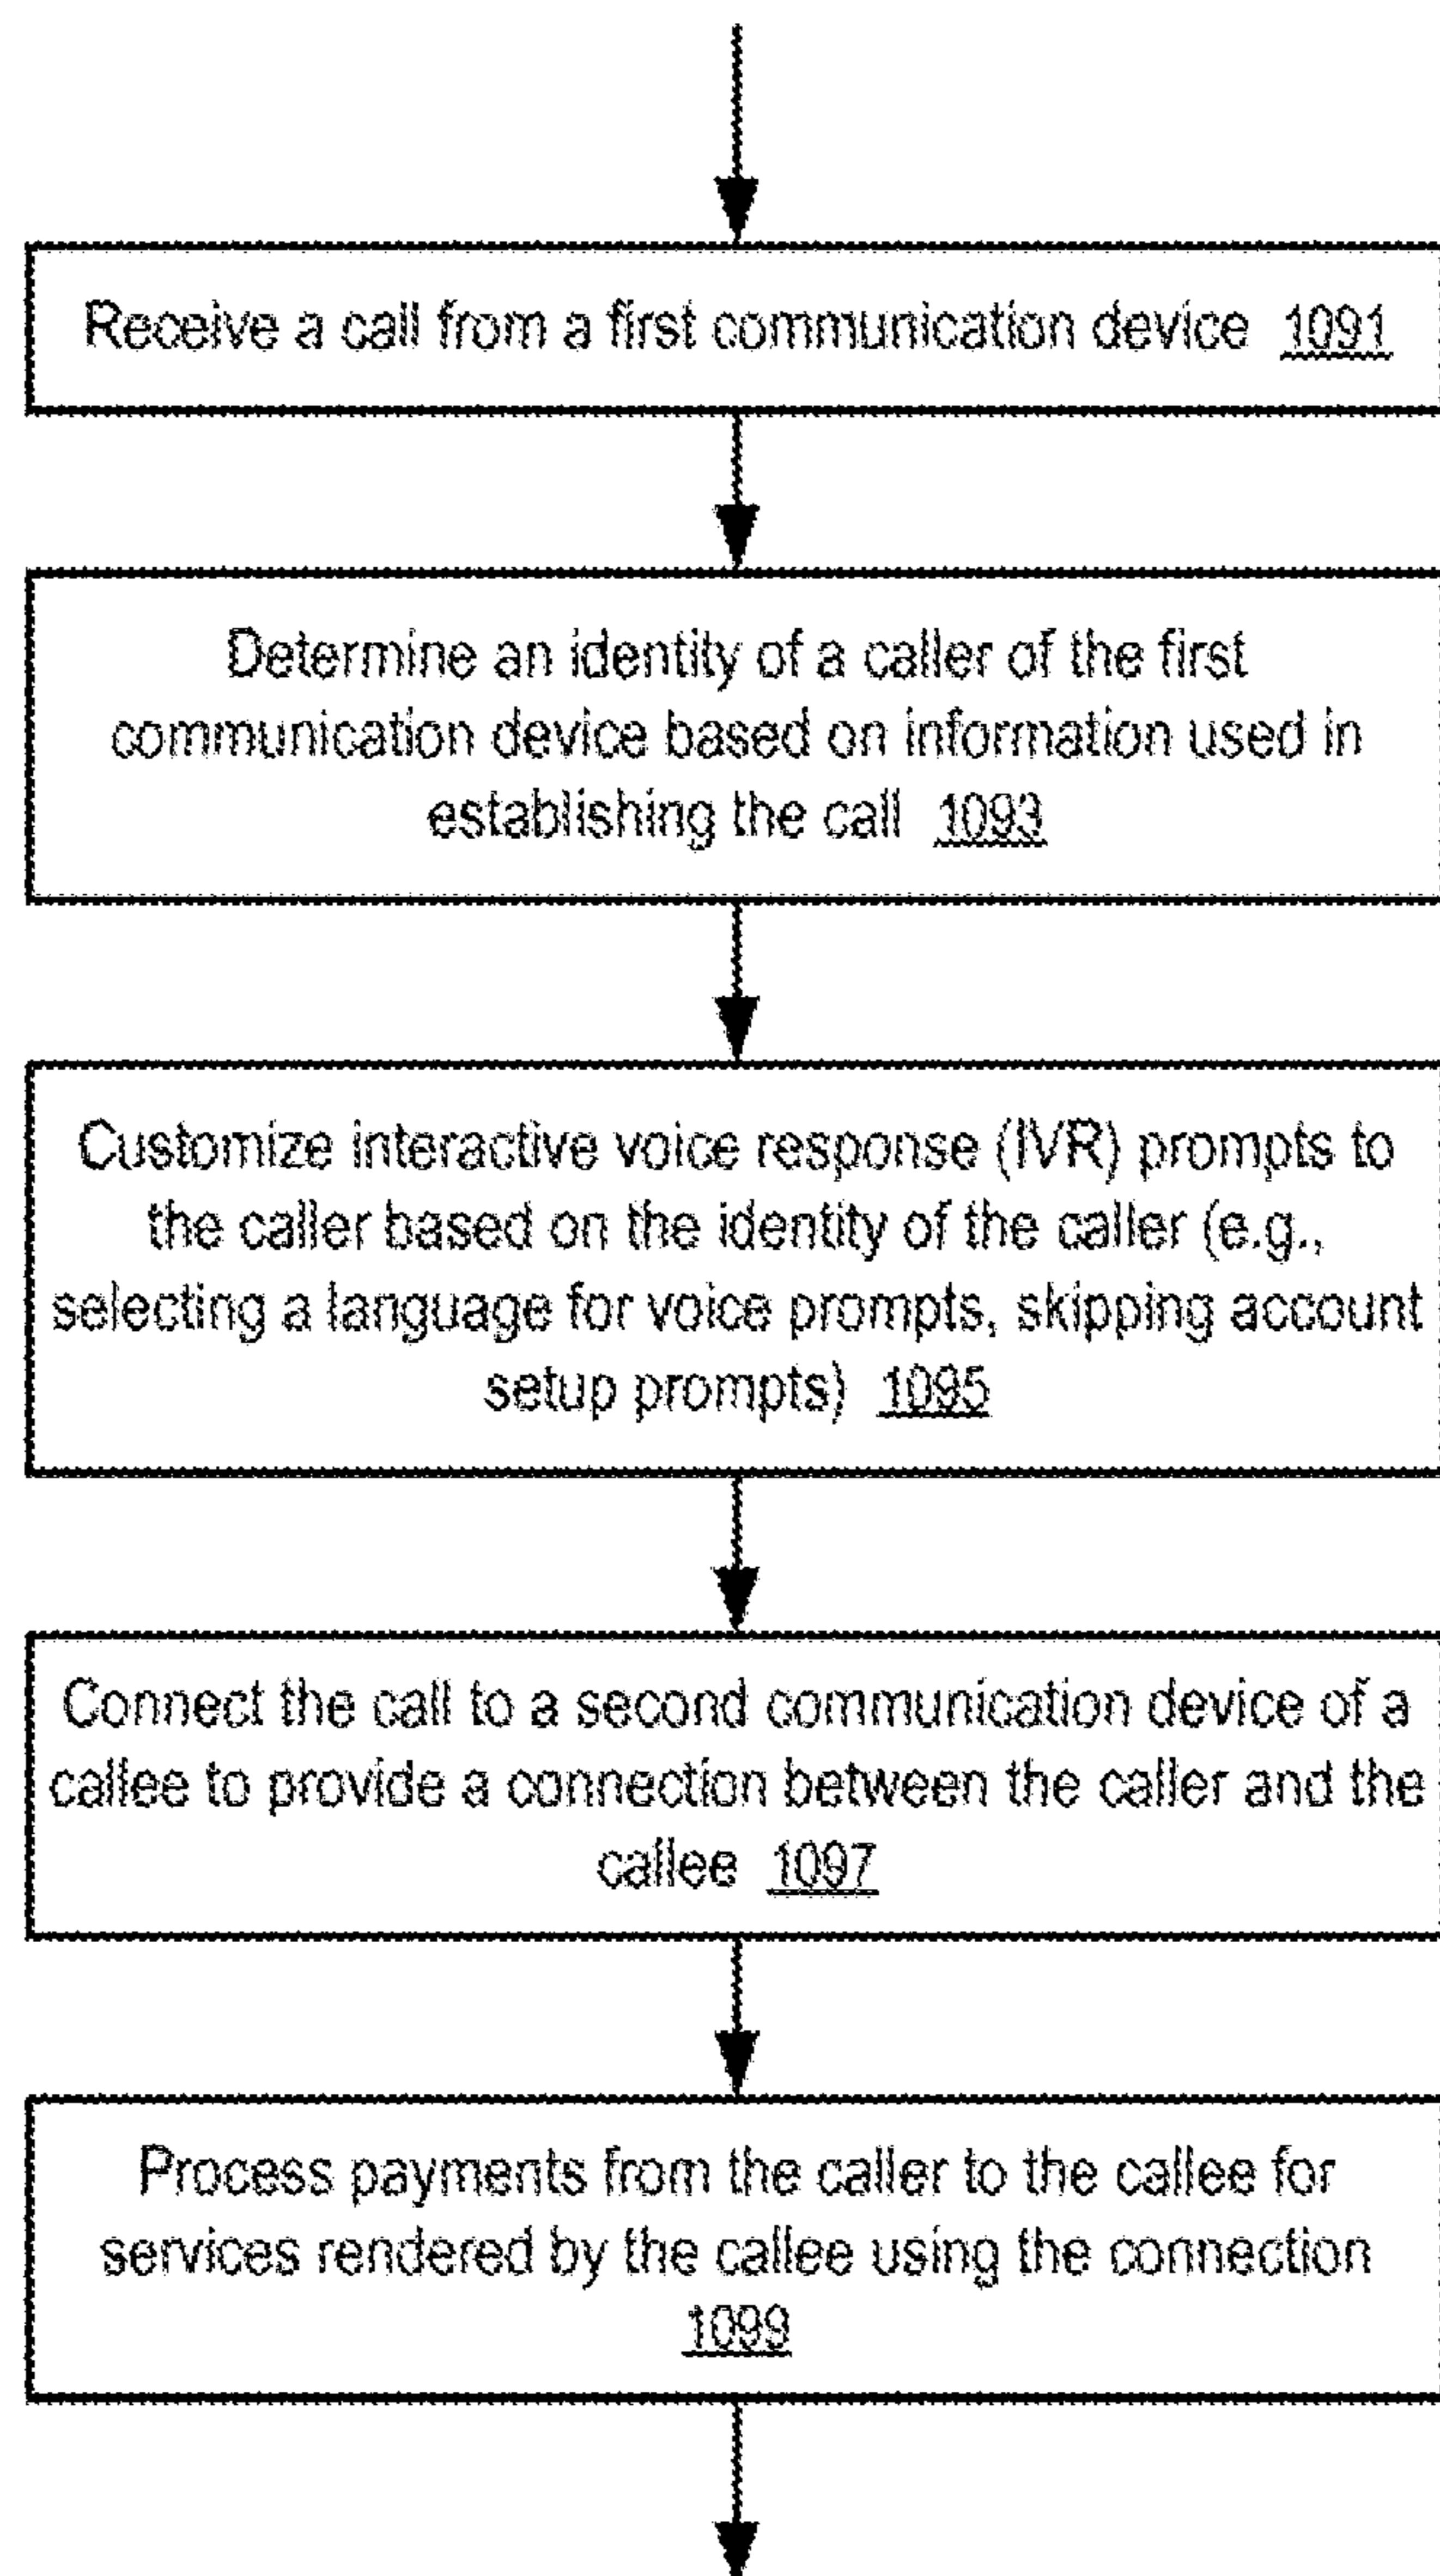 Receive a call from a first communication device 1091
Determine an identity of a caller of the first
communication device based on information used in
establishing the call 1093
Customize interactive voice response (IVR) prompts to
the caller based on the identity of the caller (e.g.,
selecting a language for voice prompts, skipping account
setup prompts) 1095
Connect the call to a second communication device of a
callee to provide a connection between the caller and the
callee 1097
Process payments from the caller to the callee for
services rendered by the callee using the connection
1099